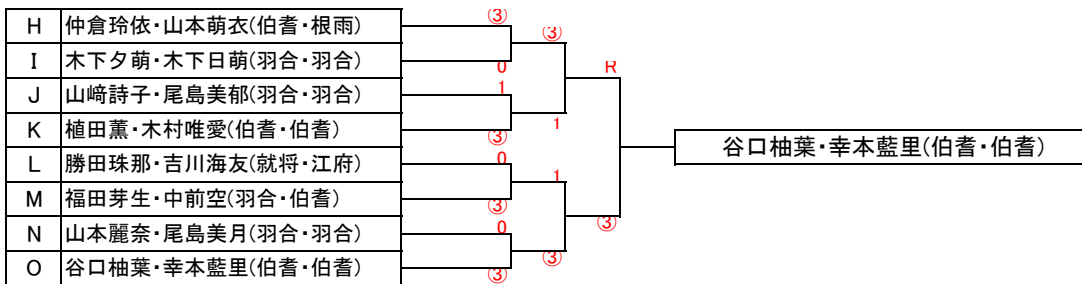 H 仲倉玲依・山本萌衣(伯耆・根雨) ③
③
I 木下夕萌・木下日萌(羽合・羽合) 0
R
J 山﨑詩子・尾島美郁(羽合・羽合) 1
1
K 植田薫・木村唯愛(伯耆・伯耆) ③
谷口柚葉・幸本藍里(伯耆・伯耆)
L 勝田珠那・吉川海友(就将・江府) 0
1
M 福田芽生・中前空(羽合・伯耆) ③
③
N 山本麗奈・尾島美月(羽合・羽合) 0
③
O 谷口柚葉・幸本藍里(伯耆・伯耆) ③